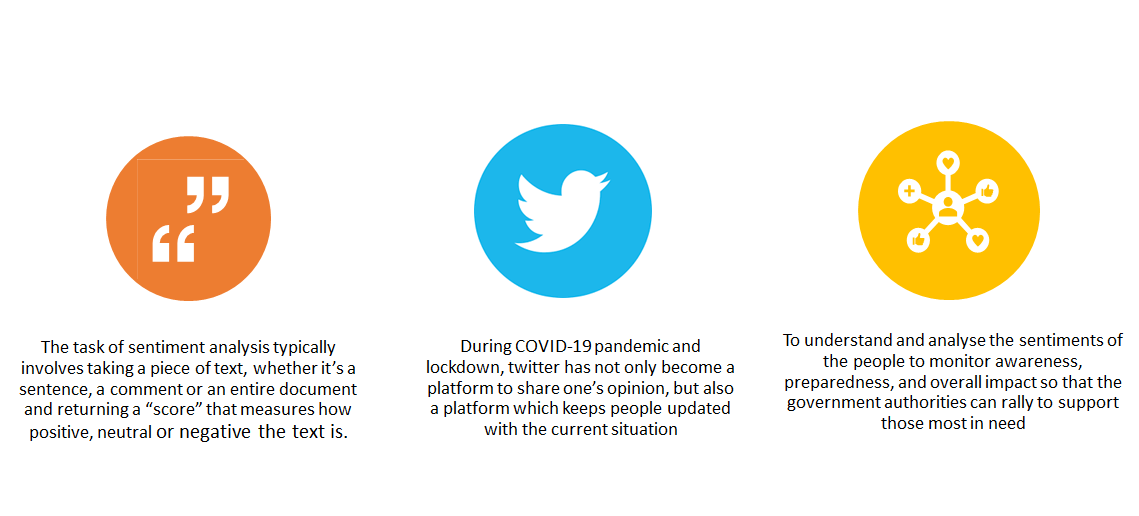 The task of sentiment analysis typically
involves taking a piece of text, whether it’s a
sentence, a comment or an entire document
and returning a “score” that measures how
positive, neutral or negative the text is.
During COVID-19 pandemic and
lockdown, twitter has not only become a
platform to share one’s opinion, but also
a platform which keeps people updated
with the current situation
To understand and analyse the sentiments of
the people to monitor awareness,
preparedness, and overall impact so that the
government authorities can rally to support
those most in need